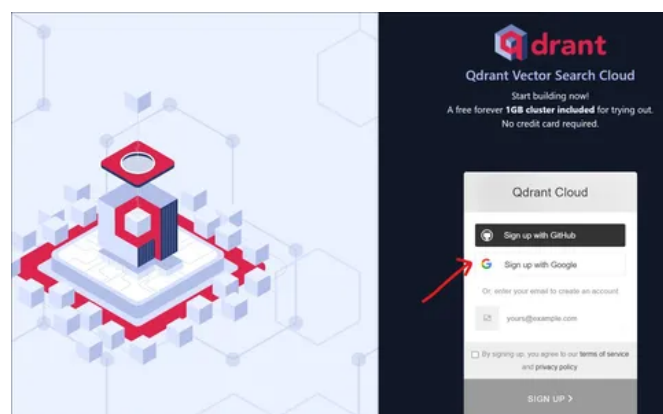 qdrant
Qdrant Vector Search Cloud
Start building now!
A free forever 1GB cluster included for trying out.
No credit card required.
Qdrant Cloud
Sign up with GitHub
Sign up with Google
Or, enter your email to create an account
yours@example.com
By signing up, you agree to our terms of service
and privacy policy
SIGN UP >